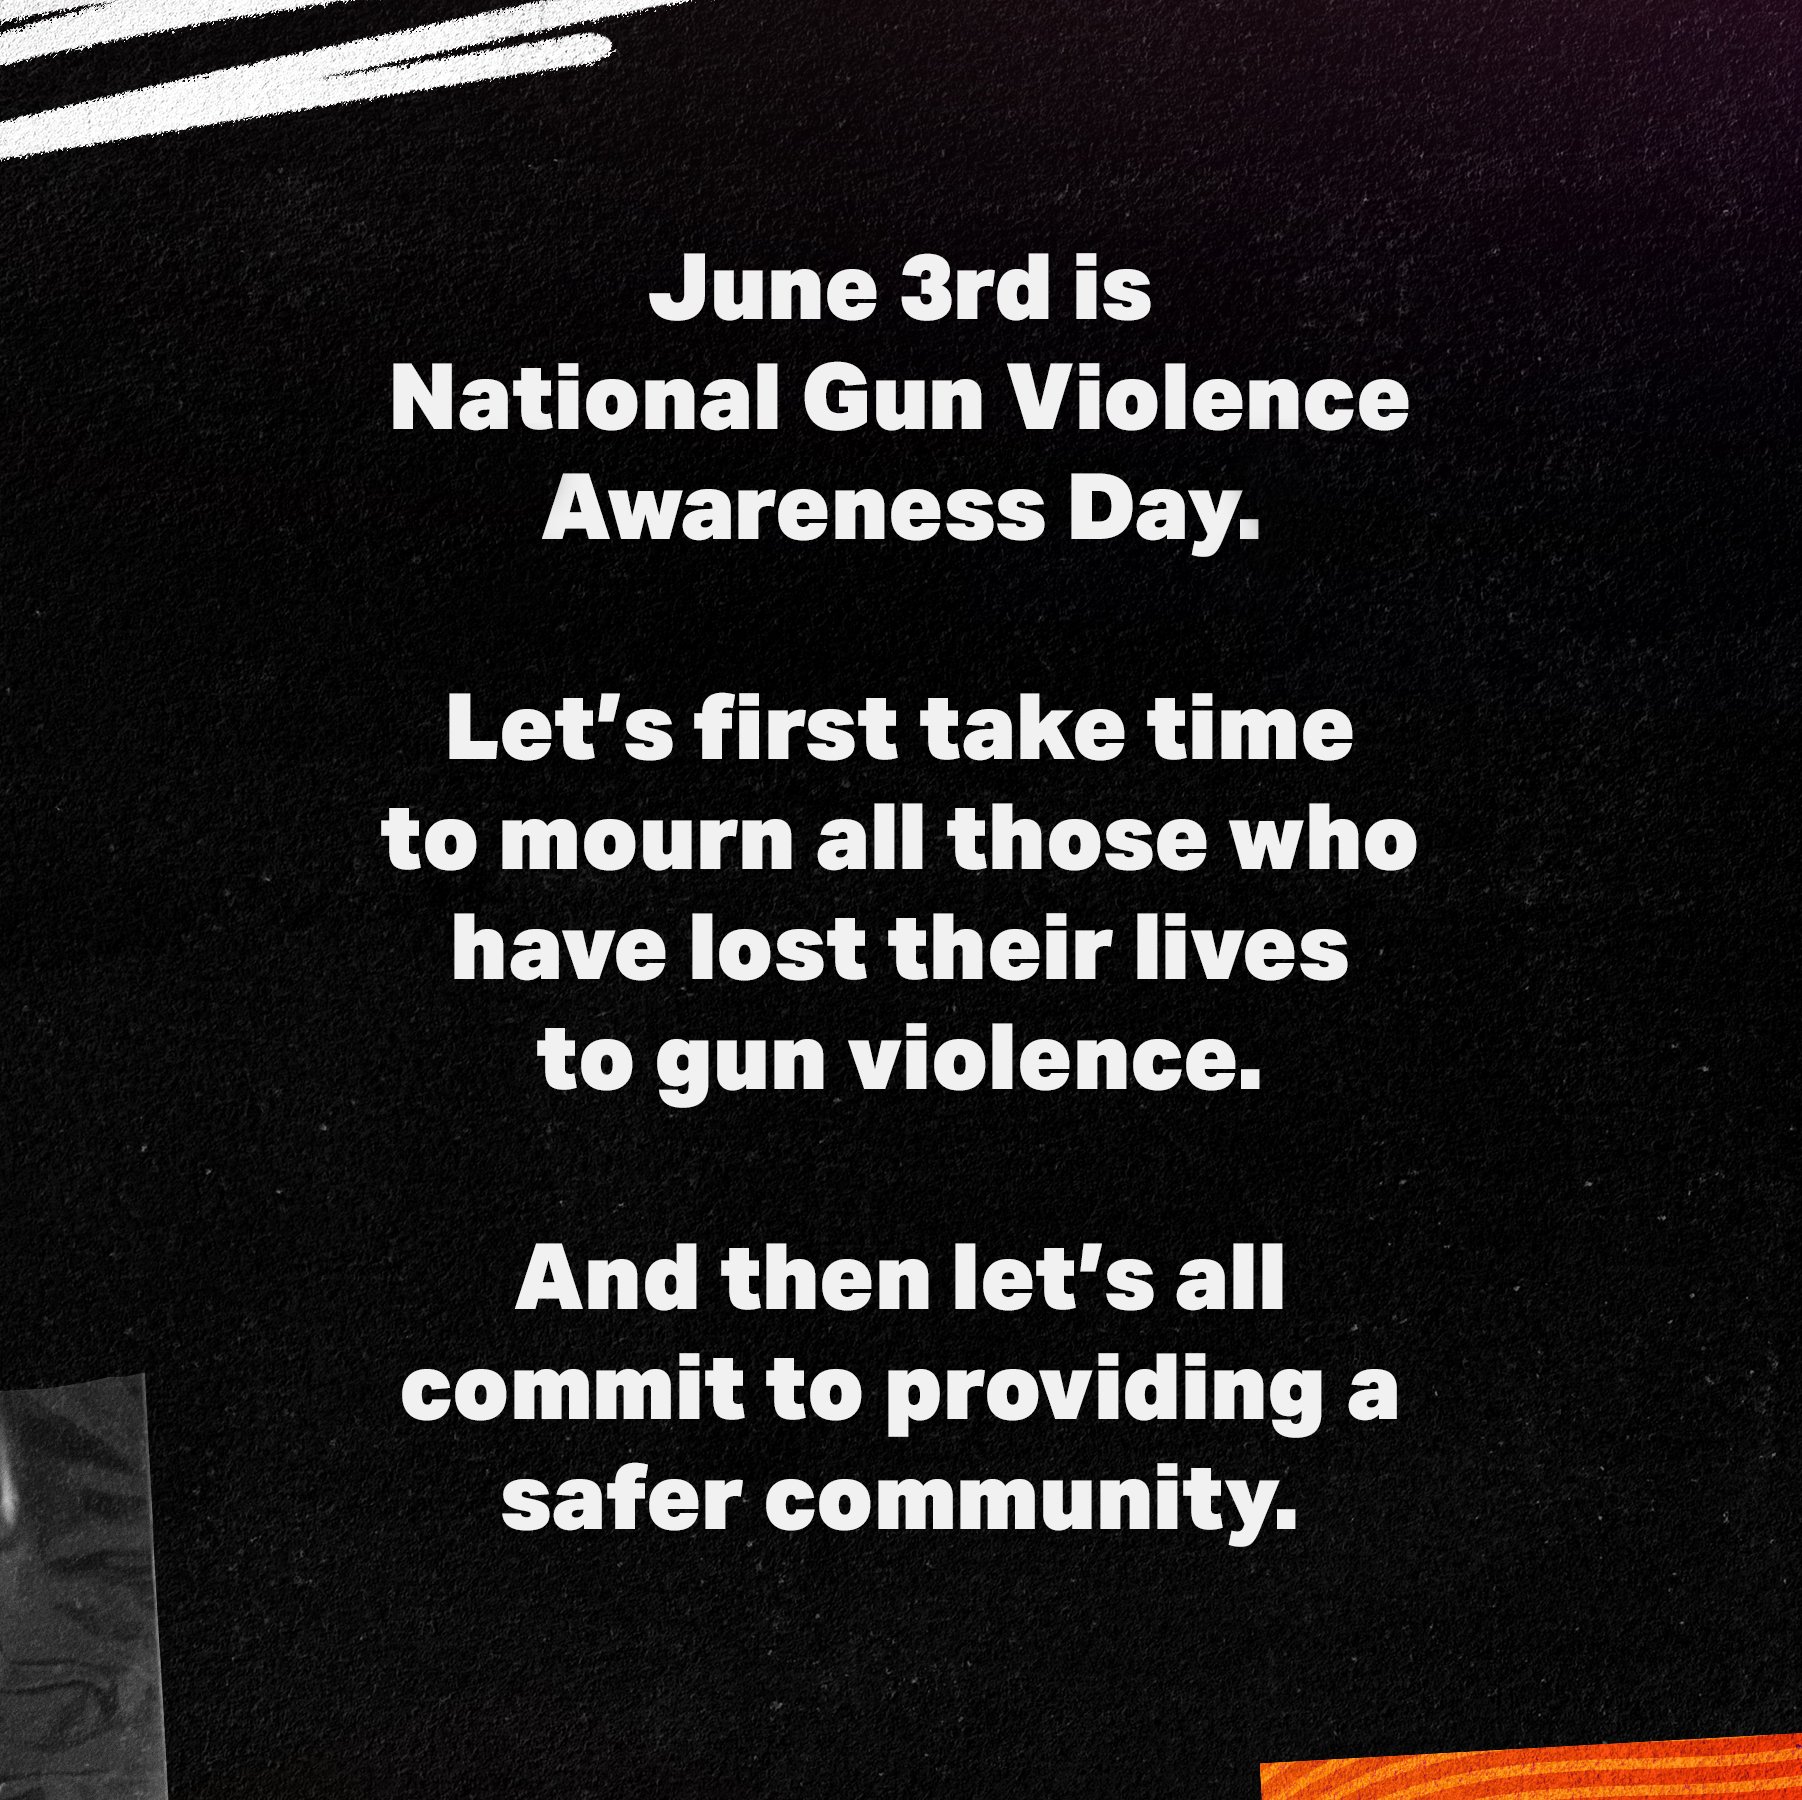 June 3rd is
National Gun Violence
Awareness Day.
Let’s first take time
to mourn all those who
have lost their lives
to gun violence.
And then let’s all
commit to providing a
safer community.